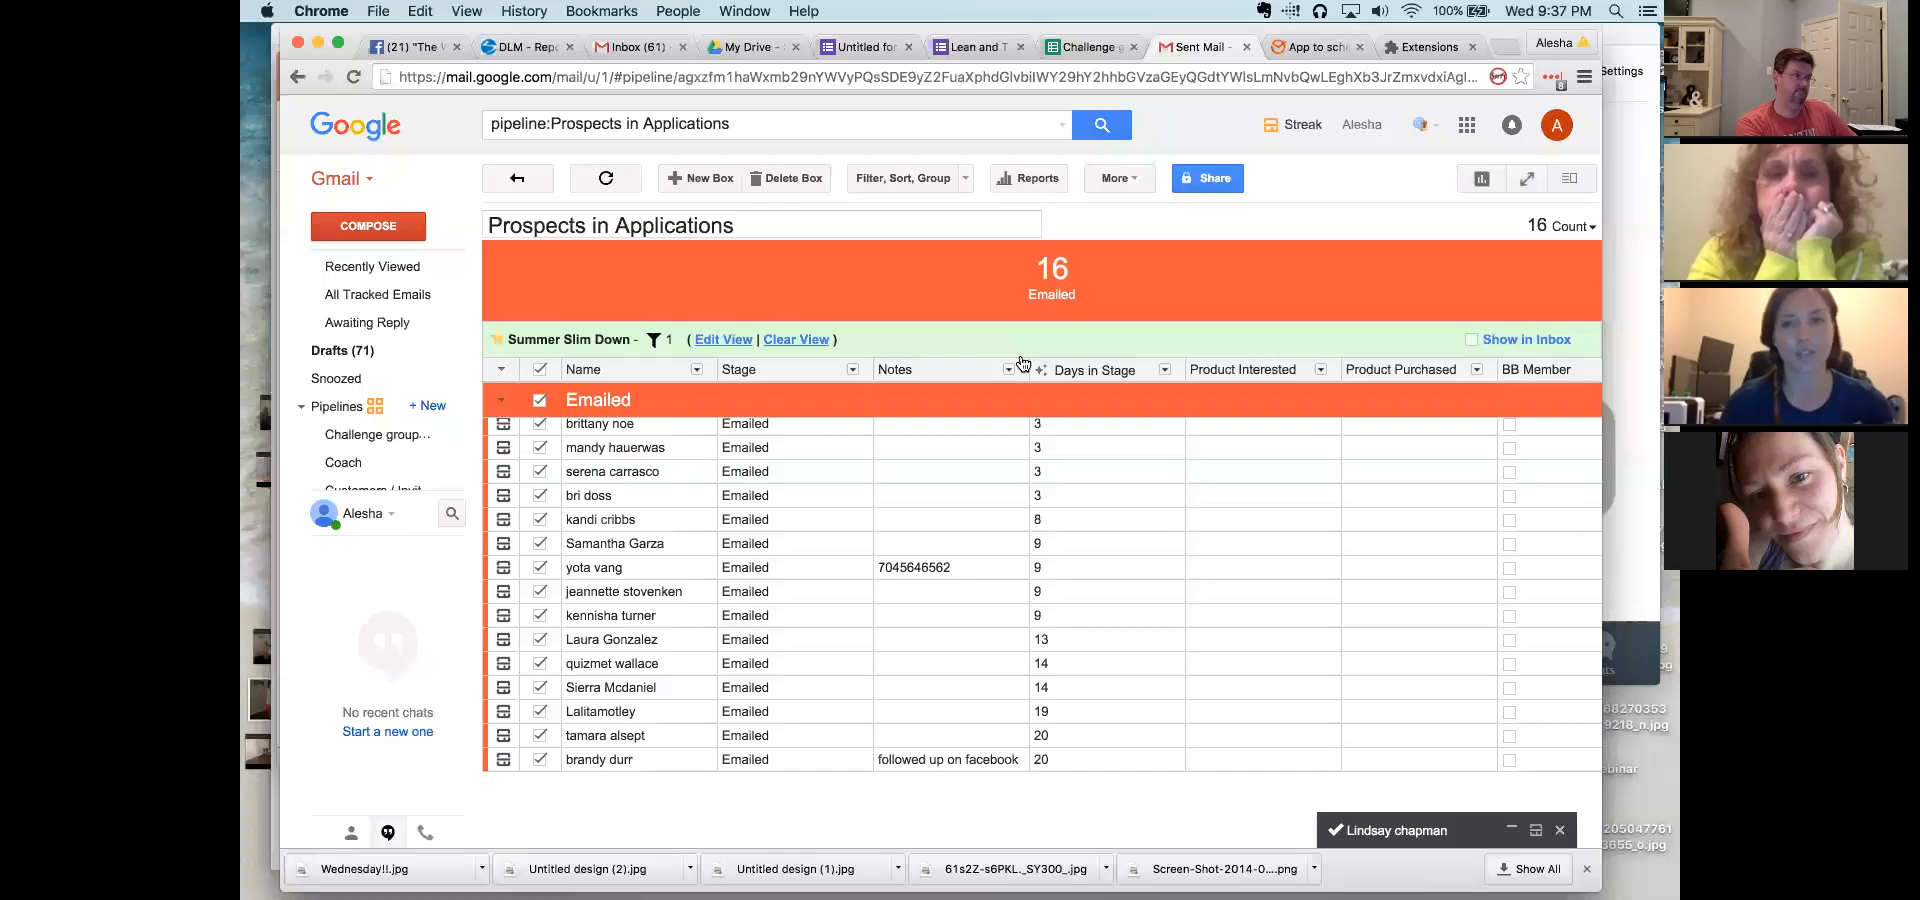 Chrome File Edit View History Bookmarks People Window Help 100% Wed 9:37 PM
(21) "The W DLM - Repo Inbox (61) - My Drive - Untitled for Lean and T Challenge g Sent Mail - App to sch Extensions Alesha
Settings
Google
pipeline:Prospects in Applications
Streak Alesha A
Gmail
New Box Delete Box Filter, Sort, Group Reports More Share
COMPOSE
Prospects in Applications
16 Count
Recently Viewed
All Tracked Emails
Awaiting Reply
Drafts (71)
Snoozed
Pipelines + New
Challenge group...
Coach
Customers / Invit
Alesha
No recent chats
Start a new one
16
Emailed
Summer Slim Down - 1 ( Edit View | Clear View ) Show in Inbox
Name Stage Notes Days in Stage Product Interested Product Purchased BB Member
Emailed
brittany noe Emailed 3
mandy hauerwas Emailed 3
serena carrasco Emailed 3
bri doss Emailed 3
kandi cribbs Emailed 8
Samantha Garza Emailed 9
yota vang Emailed 7045646562 9
jeannette stovenken Emailed 9
kennisha turner Emailed 9
Laura Gonzalez Emailed 13
quizmet wallace Emailed 14
Sierra Mcdaniel Emailed 14
Lalitamotley Emailed 19
tamara alsept Emailed 20
brandy durr Emailed followed up on facebook 20
Lindsay chapman
68270353
9218_n.jpg
ebinar
205047761
3655_o.jpg
Wednesday!!.jpg Untitled design (2).jpg Untitled design (1).jpg 61s2Z-s6PKL._SY300_.jpg Screen-Shot-2014-0....png Show All